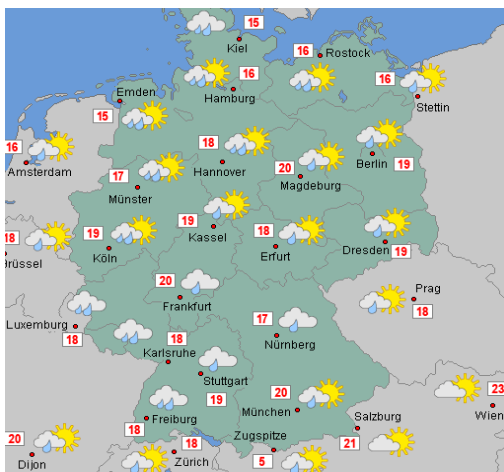 15
Kiel
16
Rostock
16
Hamburg
16
Stettin
Emden
15
16
Amsterdam
18
Hannover
20
Magdeburg
Berlin
19
17
Münster
19
Kassel
19
Köln
18
Erfurt
Dresden
19
18
Brüssel
20
Frankfurt
Prag
18
Luxemburg
18
17
Nürnberg
18
Karlsruhe
Stuttgart
19
Freiburg
18
20
München
Salzburg
21
23
Wien
Zugspitze
5
18
Zürich
20
Dijon